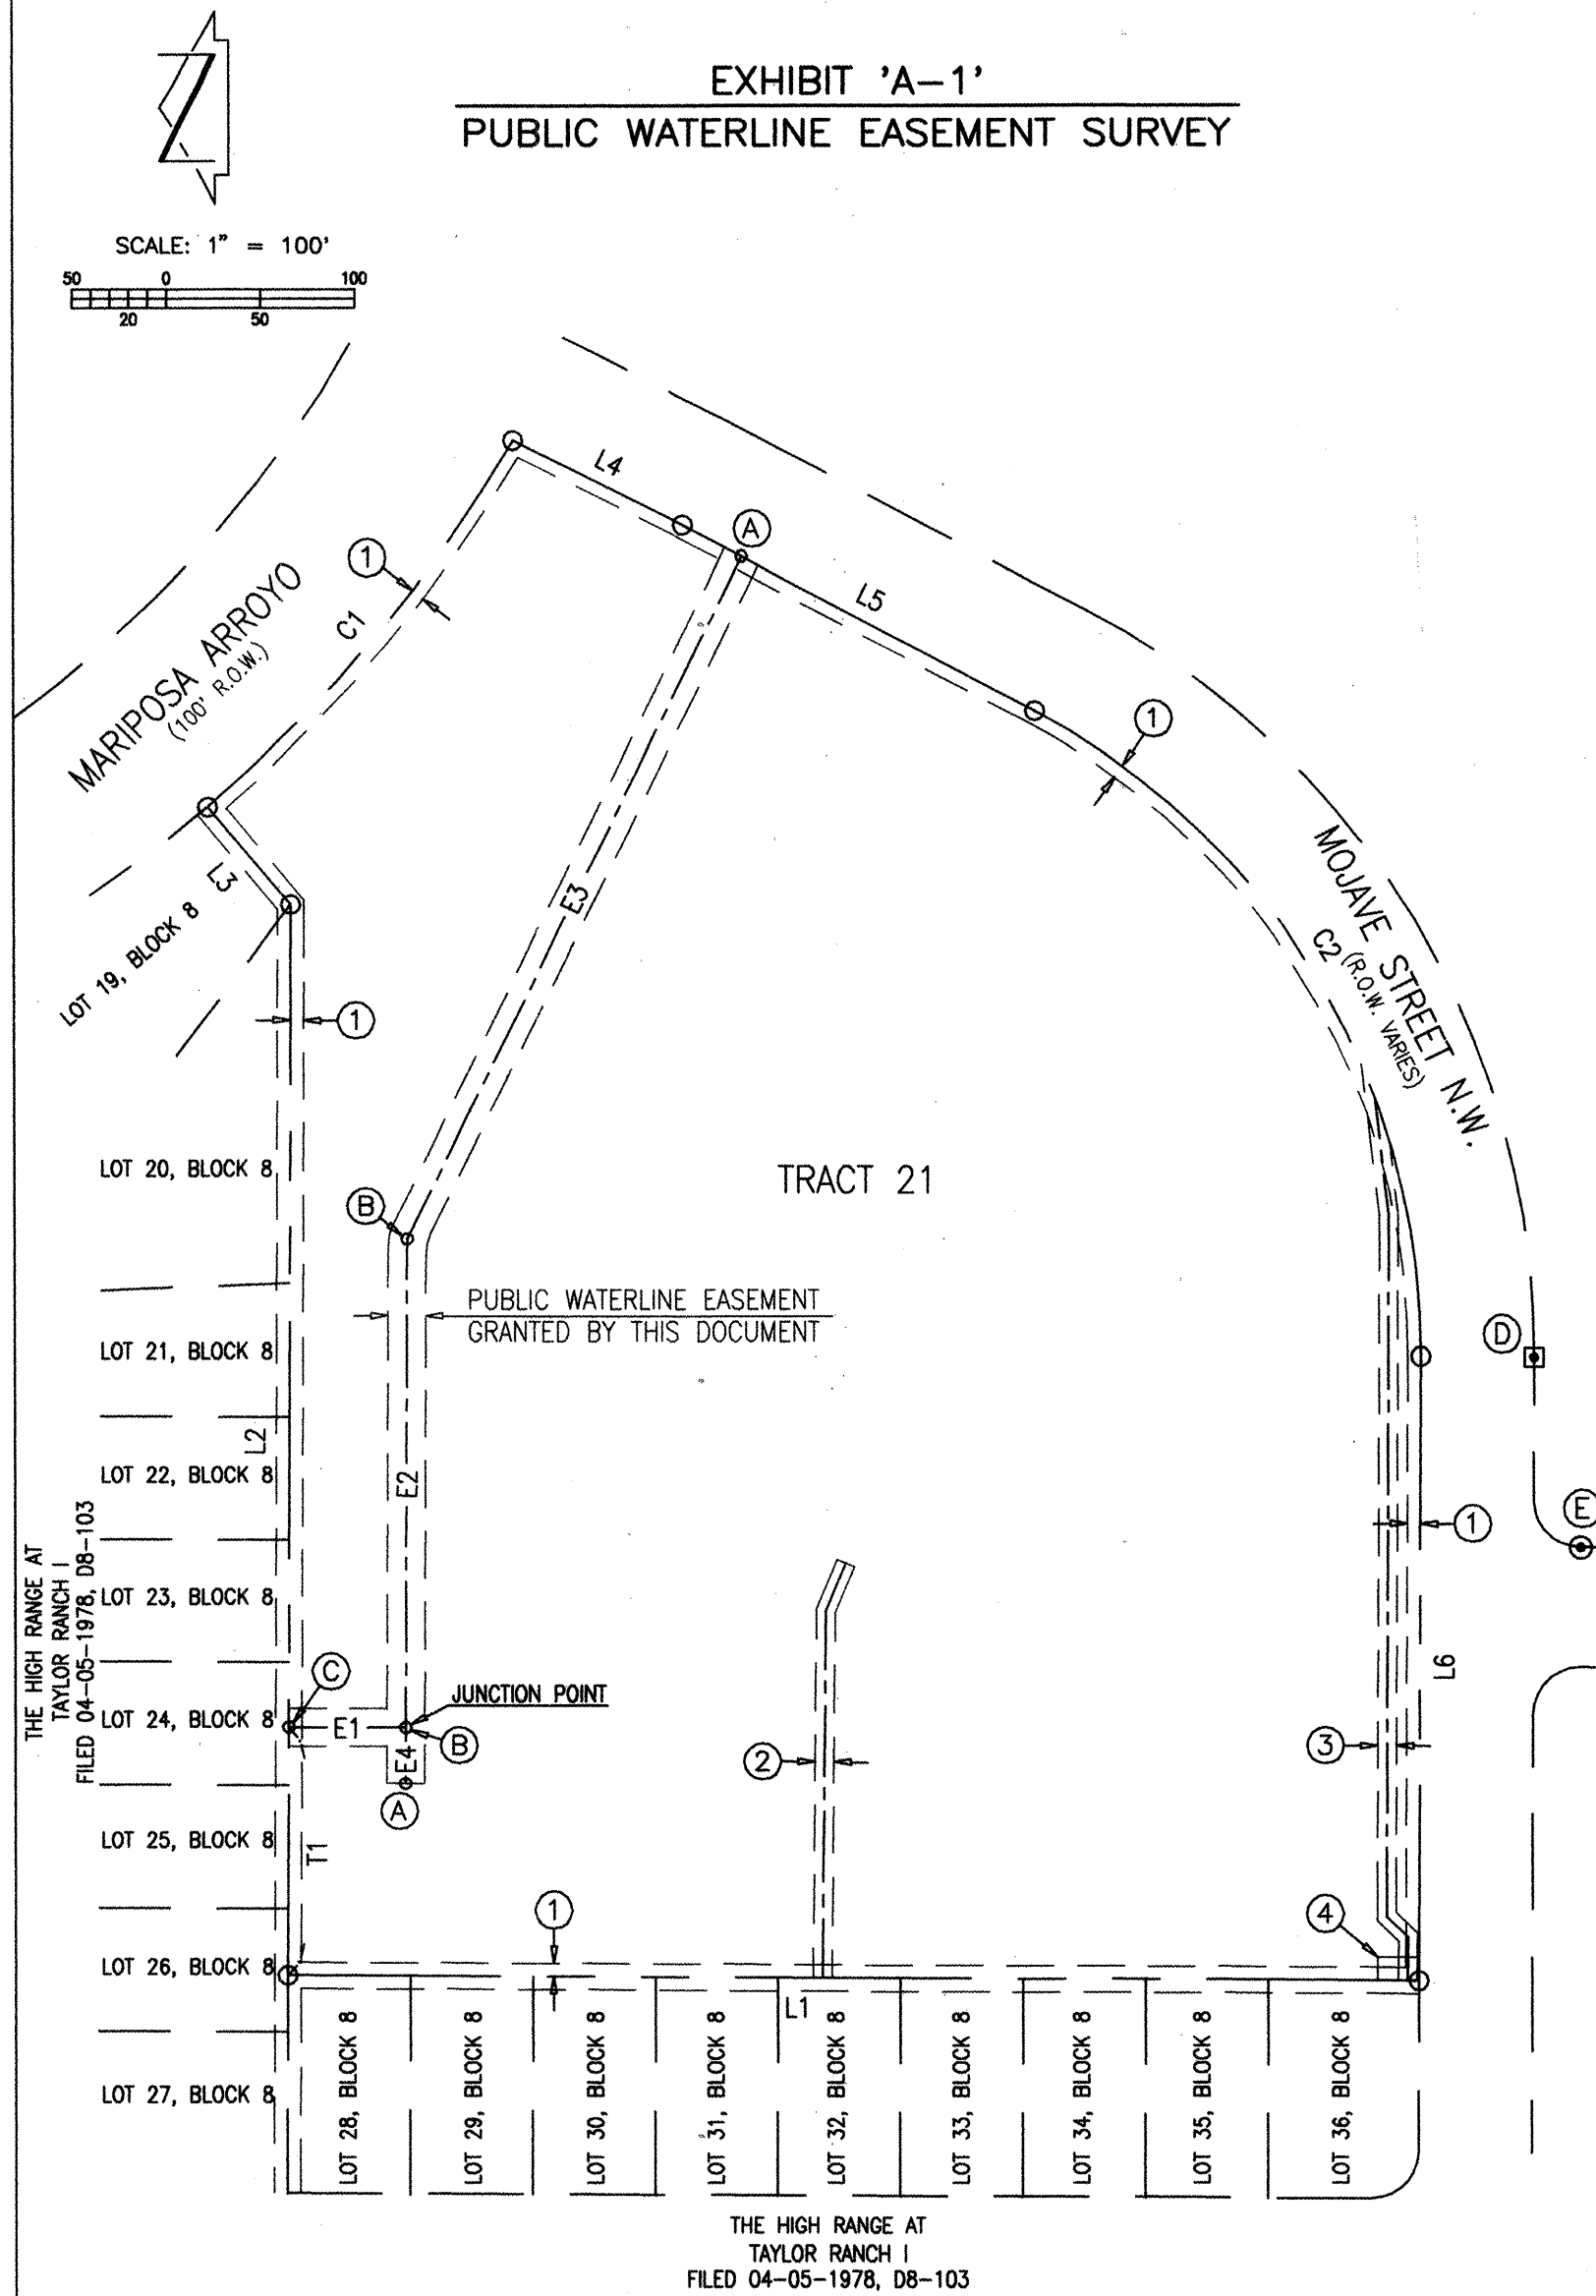 EXHIBIT 'A-1'
PUBLIC WATERLINE EASEMENT SURVEY
SCALE: 1" = 100'
50 0 100
20 50
L4
A
1
L5
C1
MARIPOSA ARROYO
(100' R.O.W.)
1
MOJAVE STREET N.W.
(R.O.W. VARIES)
C2
L3
E3
LOT 19, BLOCK 8
1
LOT 20, BLOCK 8
TRACT 21
B
PUBLIC WATERLINE EASEMENT
GRANTED BY THIS DOCUMENT
D
LOT 21, BLOCK 8
L2
LOT 22, BLOCK 8
E2
1
E
THE HIGH RANGE AT
TAYLOR RANCH I
FILED 04-05-1978, D8-103
LOT 23, BLOCK 8
C
L6
JUNCTION POINT
LOT 24, BLOCK 8
E1
B
E4
2
3
A
LOT 25, BLOCK 8
T1
1
4
LOT 26, BLOCK 8
L1
LOT 27, BLOCK 8
LOT 28, BLOCK 8
LOT 29, BLOCK 8
LOT 30, BLOCK 8
LOT 31, BLOCK 8
LOT 32, BLOCK 8
LOT 33, BLOCK 8
LOT 34, BLOCK 8
LOT 35, BLOCK 8
LOT 36, BLOCK 8
THE HIGH RANGE AT
TAYLOR RANCH I
FILED 04-05-1978, D8-103